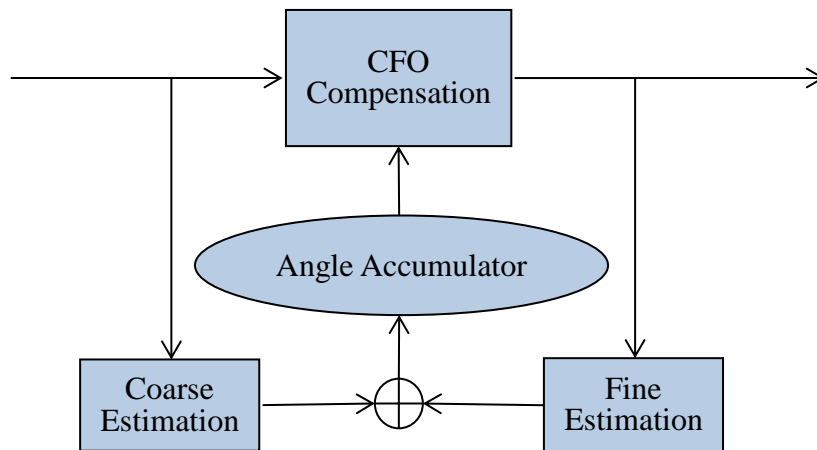 CFO
Compensation
Angle Accumulator
Coarse
Estimation
Fine
Estimation